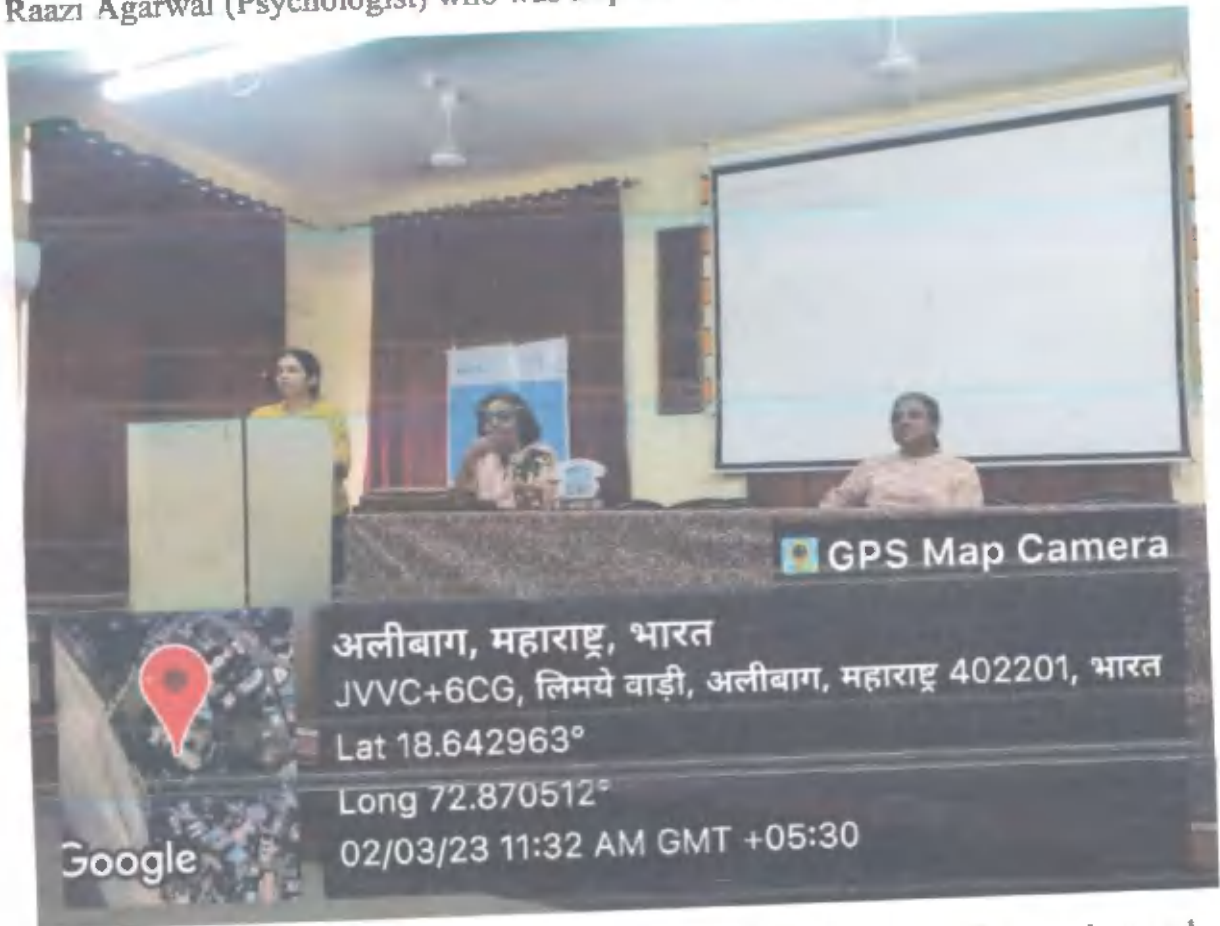 Raazi Agarwal (Psychologist) who was
GPS Map Camera
अलीबाग, महाराष्ट्र, भारत
JVVC+6CG, लिमये वाड़ी, अलीबाग, महाराष्ट्र 402201, भारत
Lat 18.642963°
Long 72.870512°
02/03/23 11:32 AM GMT +05:30
Google